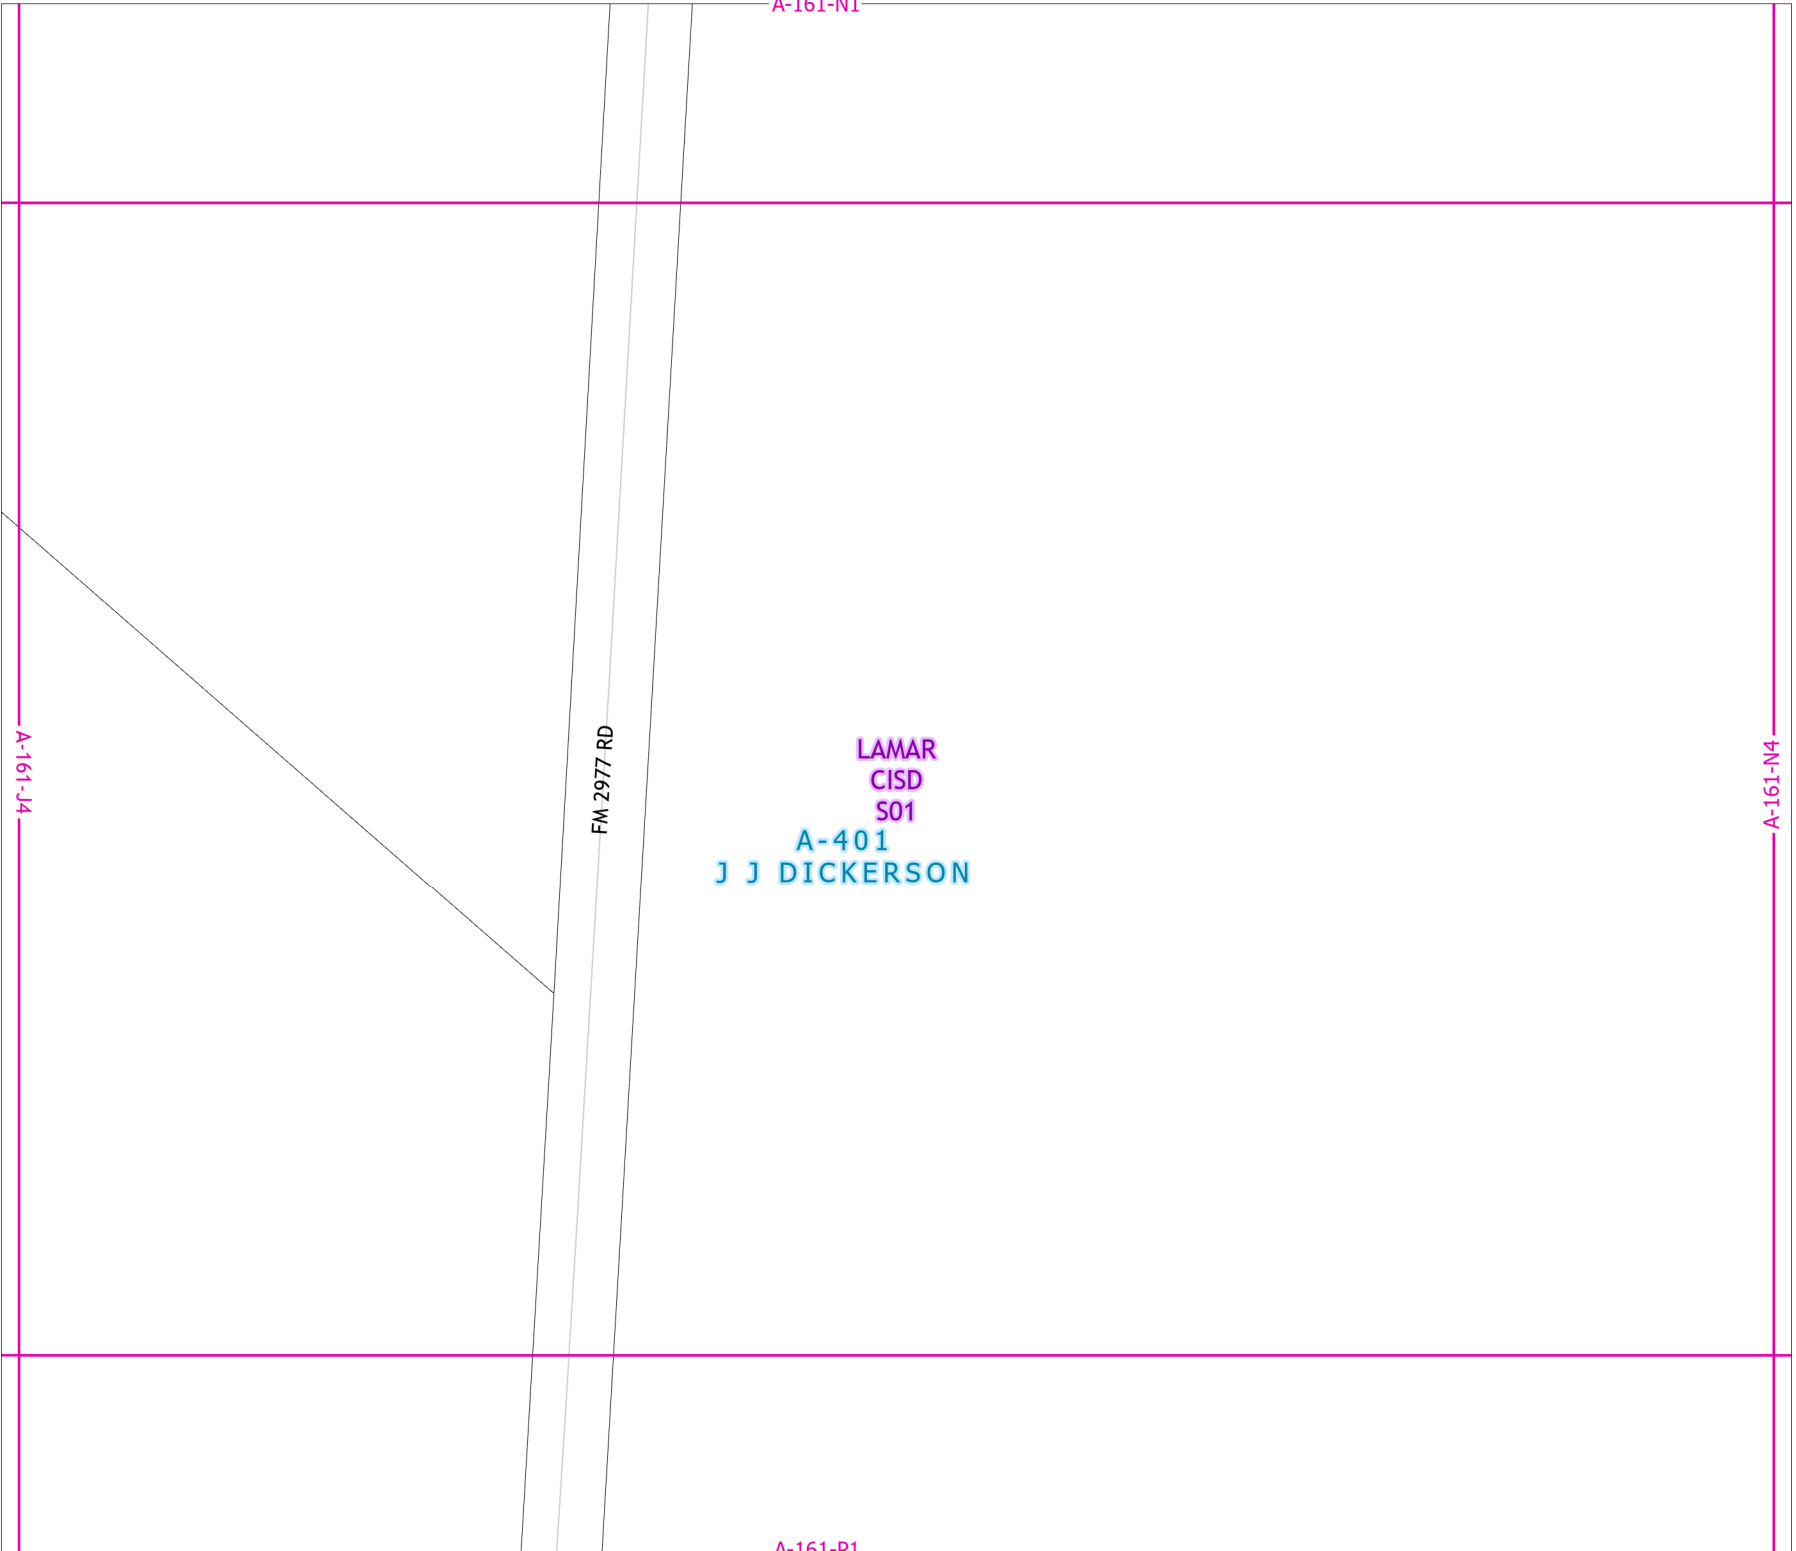 A-161-N1
A-161-J4
FM 2977 RD
LAMAR
CISD
S01
A-401
J J DICKERSON
A-161-N4
A-161-P1